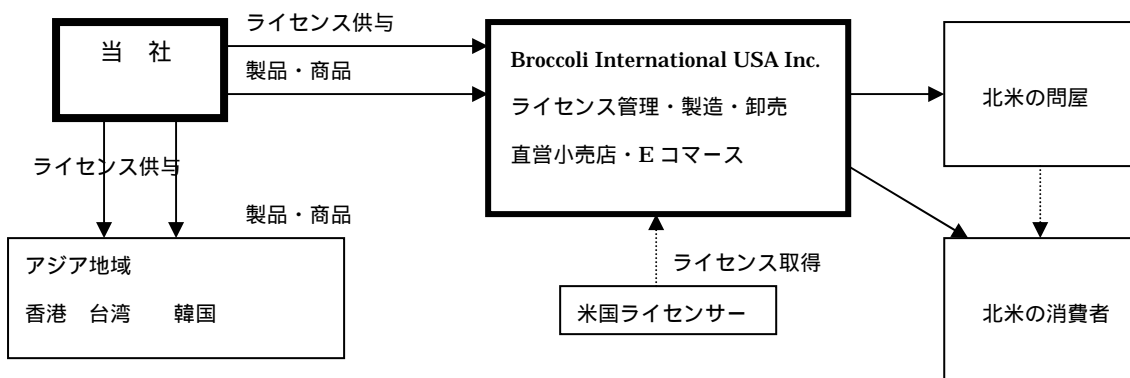 当　社
ライセンス供与
製品・商品
Broccoli International USA Inc.
ライセンス管理・製造・卸売
直営小売店・E コマース
北米の問屋
ライセンス供与
製品・商品
アジア地域
香港　台湾　　韓国
ライセンス取得
米国ライセンサー
北米の消費者